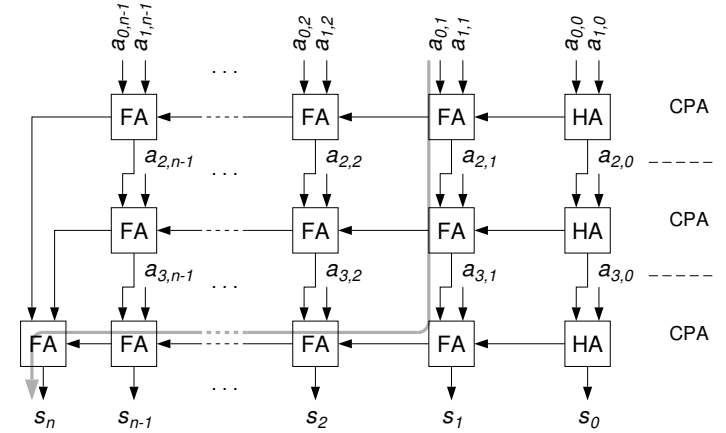 a0,n-1 a1,n-1 . . . a0,2 a1,2 a0,1 a1,1 a0,0 a1,0
FA FA FA HA CPA
a2,n-1 . . . a2,2 a2,1 a2,0
FA FA FA HA CPA
a3,n-1 . . . a3,2 a3,1 a3,0
FA FA FA FA HA CPA
. . .
sn sn-1 s2 s1 s0